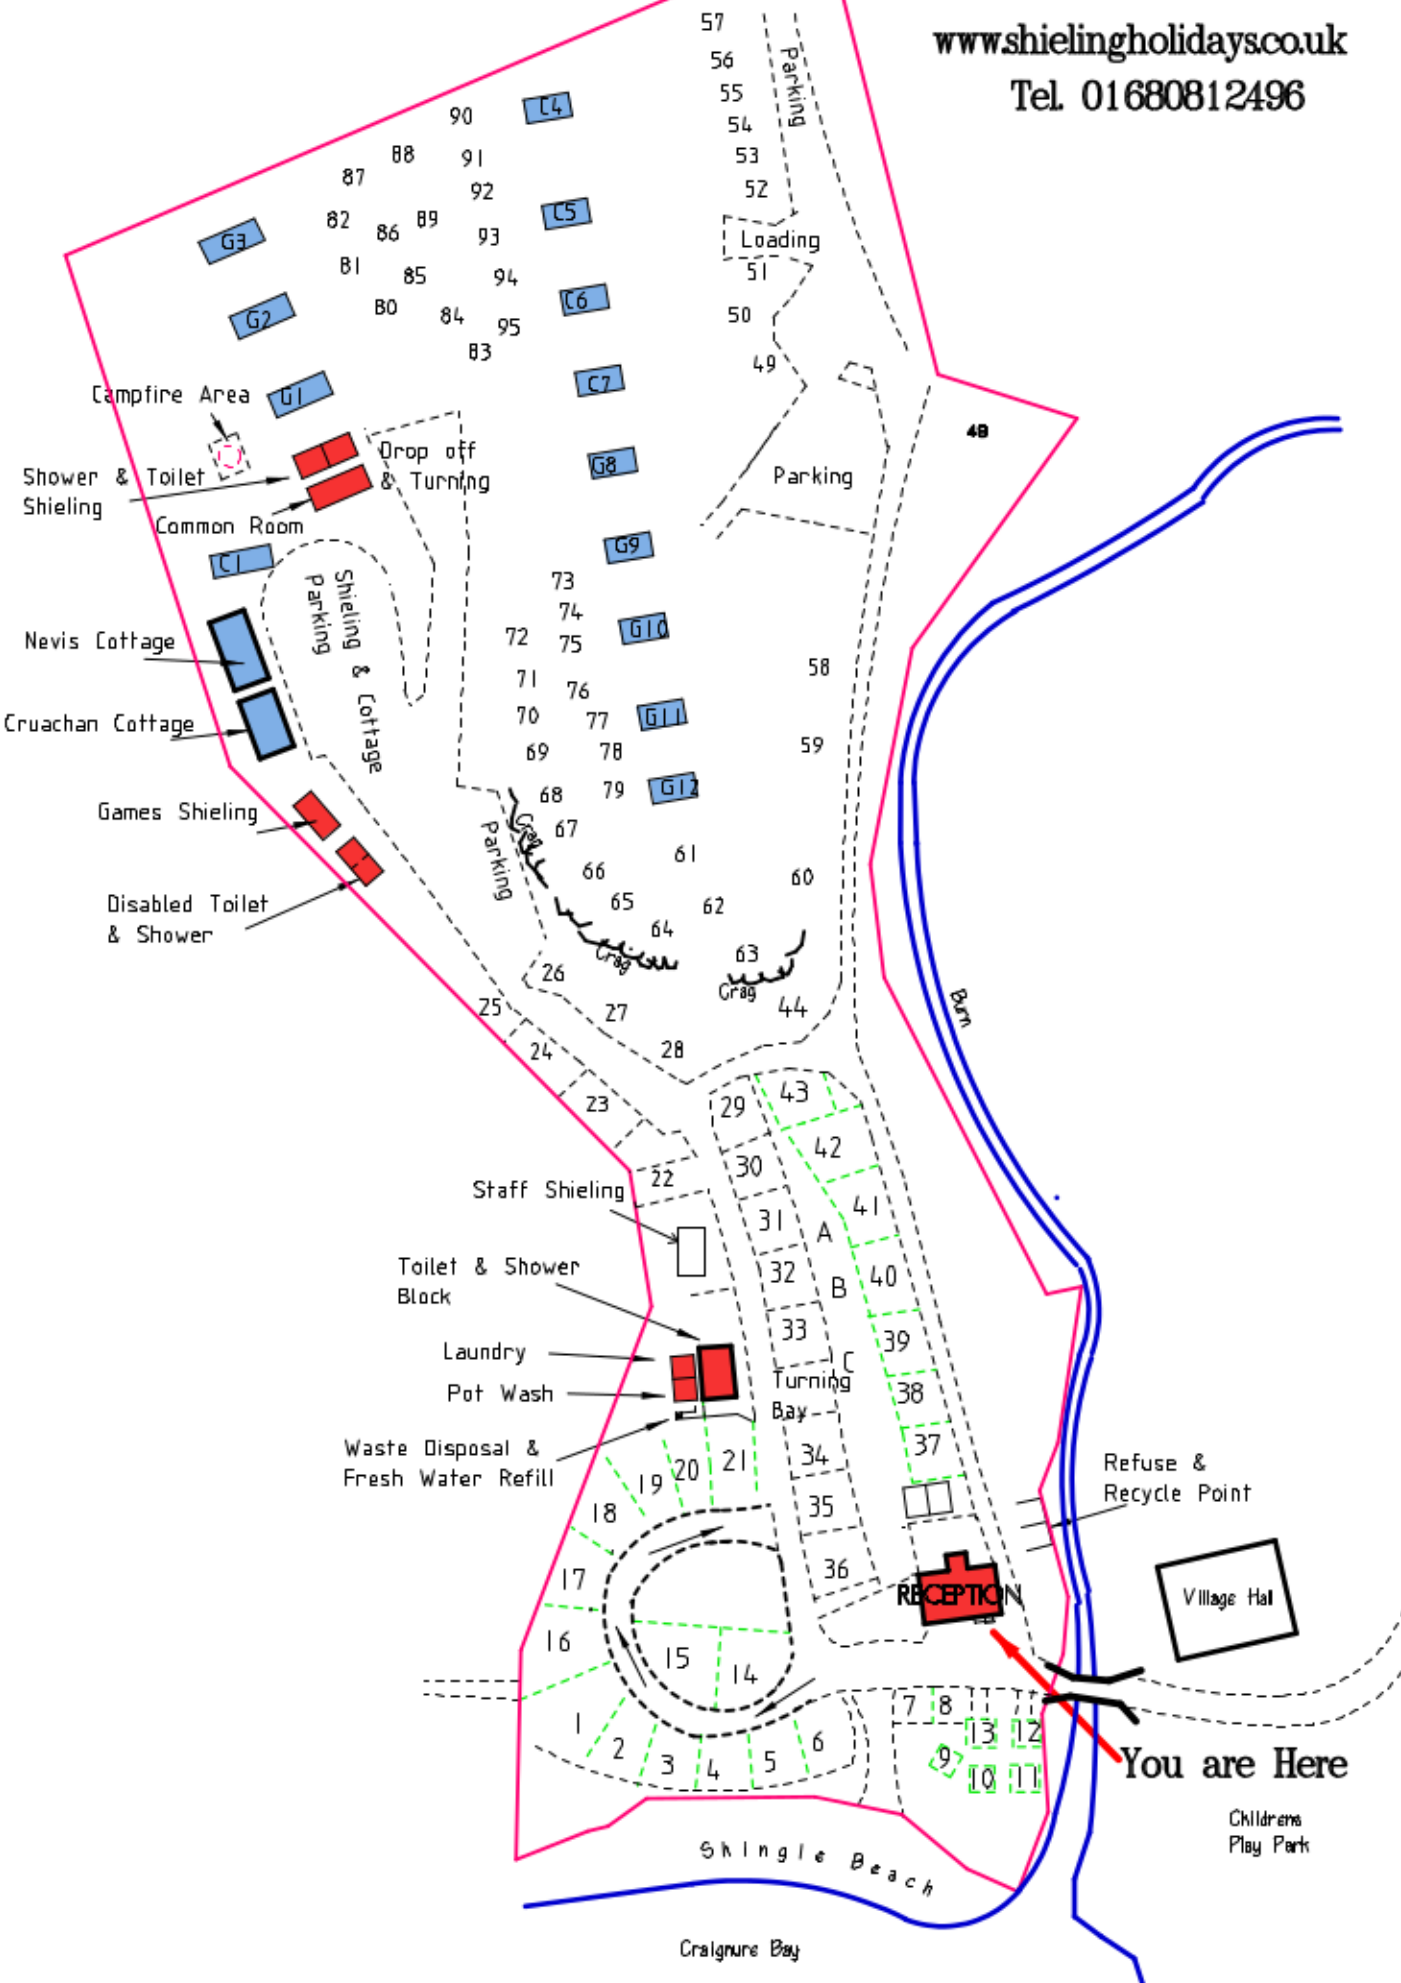 www.shielingholidays.co.uk
Tel. 01680812496
57
56
55
54
53
52
Parking
Loading
51
50
49
90
88
91
87
92
82
86
89
93
81
85
94
80
84
95
83
C4
C5
C6
C7
G8
G9
G10
G11
G12
G3
G2
G1
Campfire Area
Drop off
& Turning
Shower & Toilet
Shieling
Common Room
C1
Shieling & Cottage
Parking
Nevis Cottage
Cruachan Cottage
Games Shieling
Disabled Toilet
& Shower
Parking
48
73
74
72
75
71
76
70
77
69
78
68
79
67
66
65
64
61
62
63
58
59
60
Parking
Crag
Crag
Crag
Burn
26
27
28
44
25
24
23
22
29
43
30
42
31
41
A
32
40
B
33
39
C
38
Turning
Bay
37
34
35
36
Staff Shieling
Toilet & Shower
Block
Laundry
Pot Wash
Waste Disposal &
Fresh Water Refill
Refuse &
Recycle Point
21
20
19
18
17
16
15
14
1
2
3
4
5
6
7
8
13
12
9
10
11
RECEPTION
Village Hall
You are Here
Childrens
Play Park
Shingle Beach
Craignure Bay